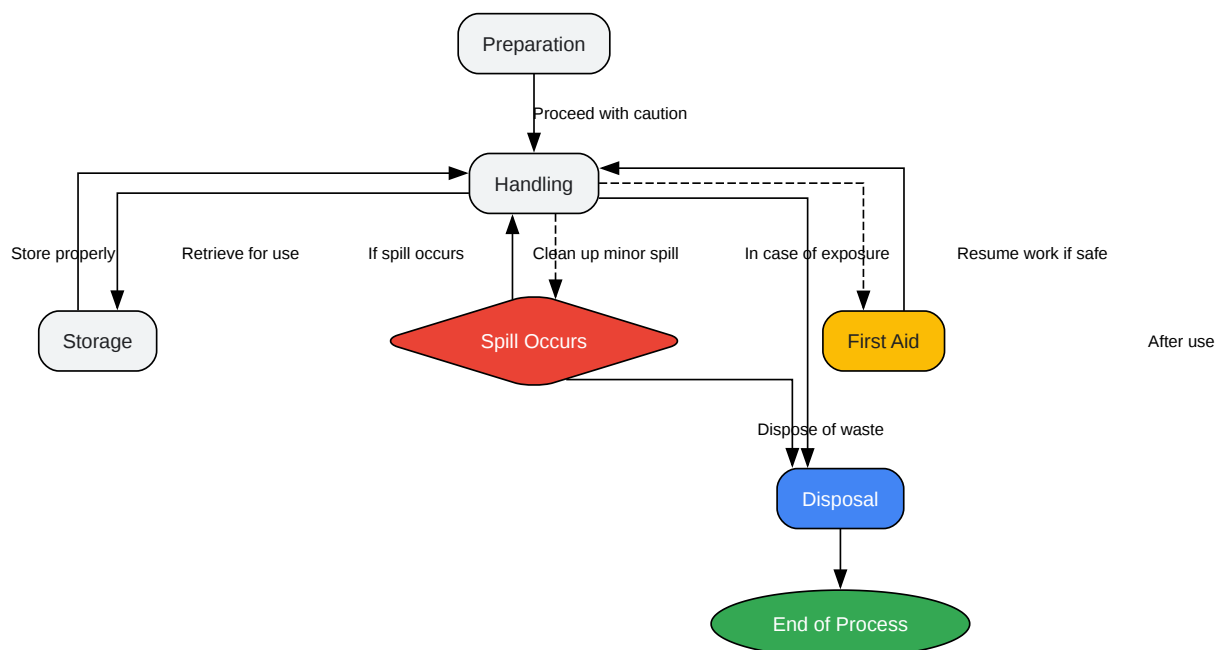 Preparation
Proceed with caution
Handling
Store properly
Retrieve for use
If spill occurs
Clean up minor spill
In case of exposure
Resume work if safe
Storage
Spill Occurs
First Aid
After use
Dispose of waste
Disposal
End of Process